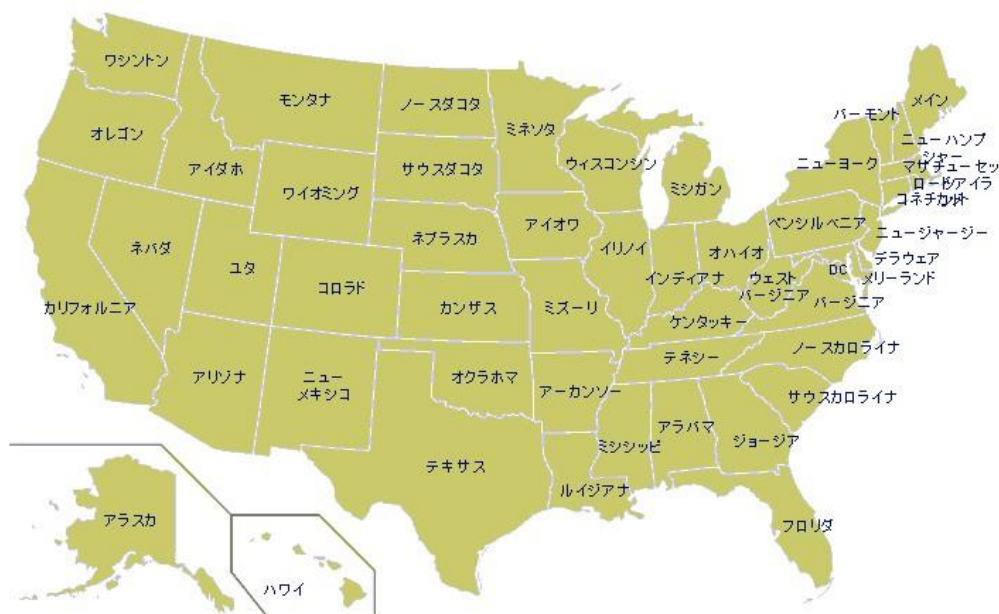 ワシントン
オレゴン
カリフォルニア
アイダホ
ネバダ
モンタナ
ワイオミング
ユタ
アリゾナ
コロラド
ニュー
メキシコ
ノースダコタ
サウスダコタ
ネブラスカ
カンザス
オクラホマ
テキサス
ミネソタ
アイオワ
ミズーリ
アーカンソー
ルイジアナ
ウィスコンシン
イリノイ
ミシガン
インディアナ
オハイオ
ケンタッキー
テネシー
ミシシッピ
アラバマ
ジョージア
フロリダ
サウスカロライナ
ノースカロライナ
バージニア
ウェスト
バージニア
DC
メリーランド
デラウェア
ニュージャージー
ペンシルベニア
ニューヨーク
コネチカット
マサチューセッ
バーモント
ニューハンプ
シャー
メイン
アラスカ
ハワイ